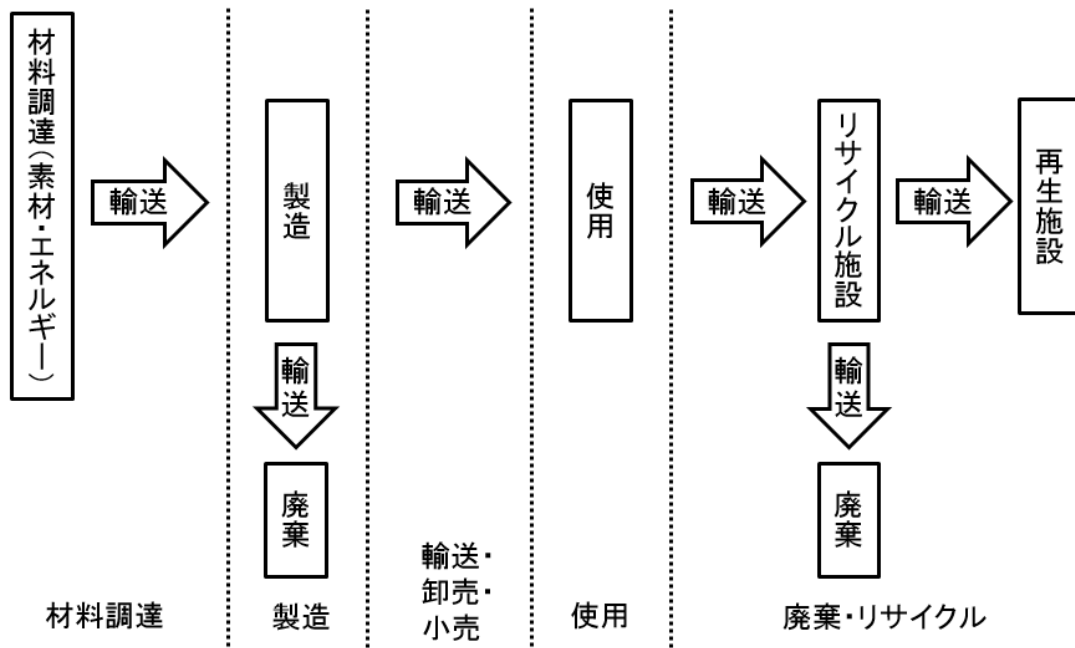 材料調達(素材・エネルギー)
輸送
製造
輸送
廃棄
輸送
使用
輸送
リサイクル施設
輸送
廃棄
輸送
再生施設
材料調達
製造
輸送・
卸売・
小売
使用
廃棄・リサイクル